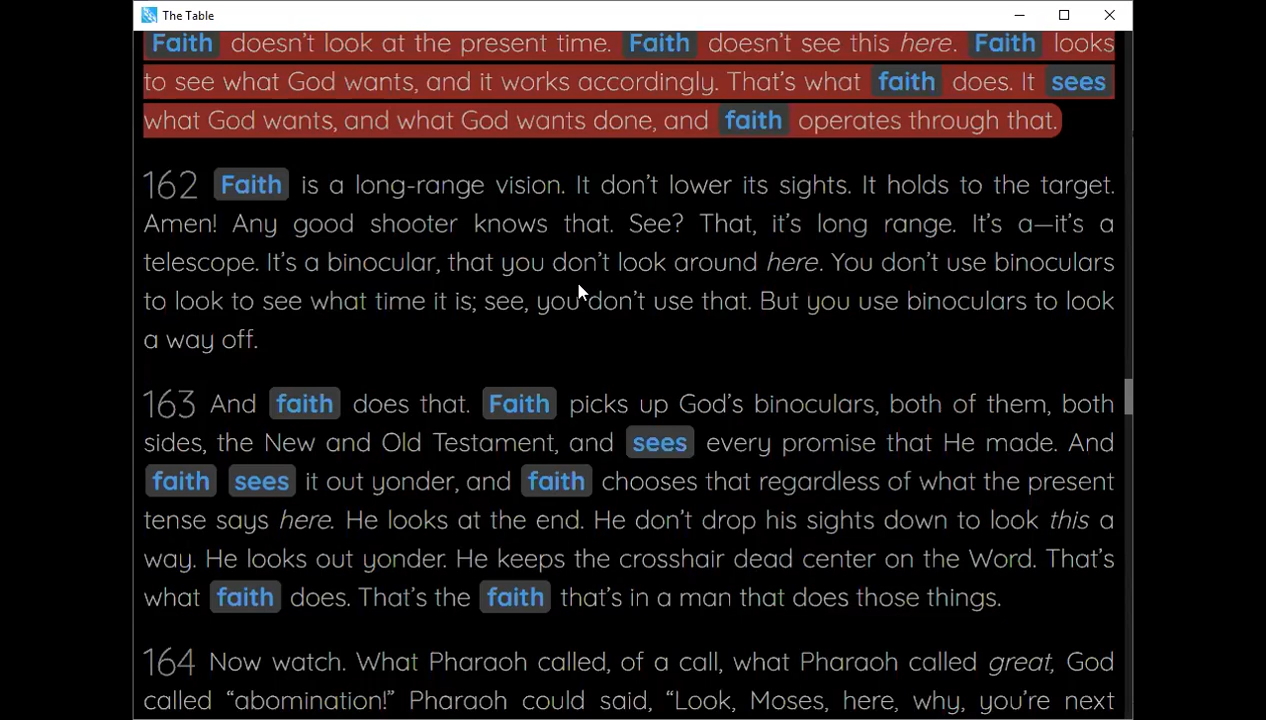 The Table
Faith doesn’t look at the present time. Faith doesn’t see this here. Faith looks
to see what God wants, and it works accordingly. That’s what faith does. It sees
what God wants, and what God wants done, and faith operates through that.
162 Faith is a long-range vision. It don’t lower its sights. It holds to the target.
Amen! Any good shooter knows that. See? That, it’s long range. It’s a—it’s a
telescope. It’s a binocular, that you don’t look around here. You don’t use binoculars
to look to see what time it is; see, you don’t use that. But you use binoculars to look
a way off.
163 And faith does that. Faith picks up God’s binoculars, both of them, both
sides, the New and Old Testament, and sees every promise that He made. And
faith sees it out yonder, and faith chooses that regardless of what the present
tense says here. He looks at the end. He don’t drop his sights down to look this a
way. He looks out yonder. He keeps the crosshair dead center on the Word. That’s
what faith does. That’s the faith that’s in a man that does those things.
164 Now watch. What Pharaoh called, of a call, what Pharaoh called great, God
called “abomination!” Pharaoh could said, “Look, Moses, here, why, you’re next